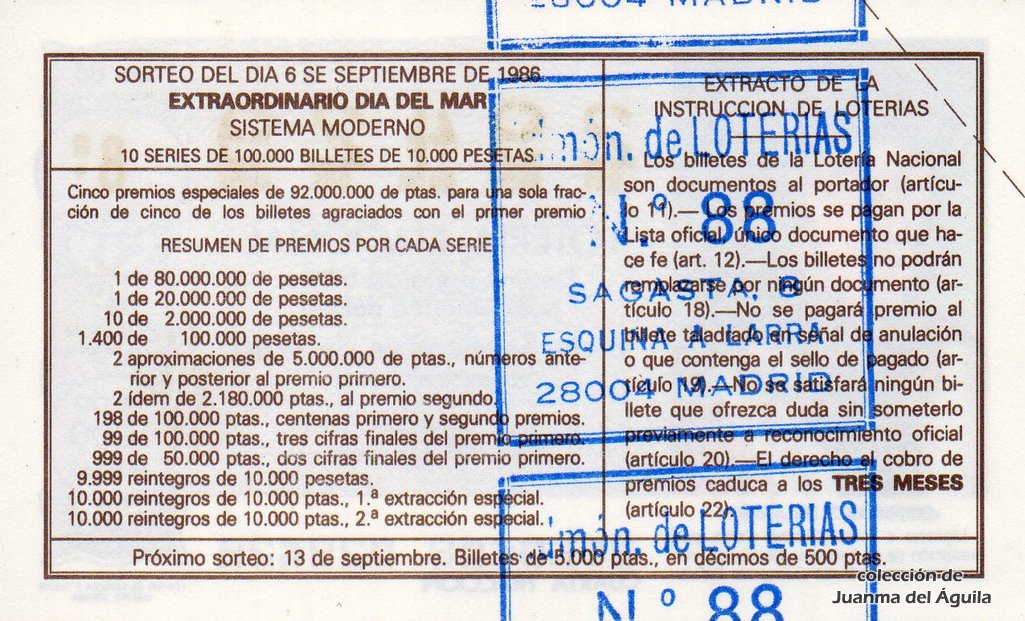 28004 MADRID
SORTEO DEL DIA 6 SE SEPTIEMBRE DE 1986
EXTRAORDINARIO DIA DEL MAR
SISTEMA MODERNO
10 SERIES DE 100.000 BILLETES DE 10.000 PESETAS.
Cinco premios especiales de 92.000.000 de ptas. para una sola frac-
ción de cinco de los billetes agraciados con el primer premio
RESUMEN DE PREMIOS POR CADA SERIE
1 de 80.000.000 de pesetas.
1 de 20.000.000 de pesetas.
10 de 2.000.000 de pesetas.
1.400 de 100.000 pesetas.
2 aproximaciones de 5.000.000 de ptas., números ante-
rior y posterior al premio primero.
2 ídem de 2.180.000 ptas., al premio segundo.
198 de 100.000 ptas., centenas primero y segundo premios.
99 de 100.000 ptas., tres cifras finales del premio primero.
999 de 50.000 ptas., dos cifras finales del premio primero.
9.999 reintegros de 10.000 pesetas.
10.000 reintegros de 10.000 ptas., 1.ª extracción especial.
10.000 reintegros de 10.000 ptas., 2.ª extracción especial.
EXTRACTO DE LA
INSTRUCCION DE LOTERIAS
Los billetes de la Lotería Nacional
son documentos al portador (artícu-
lo 11).— Los premios se pagan por la
Lista oficial, único documento que ha-
ce fe (art. 12).—Los billetes no podrán
remplazarse por ningún documento (ar-
tículo 18).—No se pagará premio al
billete taladrado en señal de anulación
o que contenga el sello de pagado (ar-
tículo 19).—No se satisfará ningún bi-
llete que ofrezca duda sin someterlo
previamente a reconocimiento oficial
(artículo 20).—El derecho al cobro de
premios caduca a los TRES MESES
(artículo 22).
Próximo sorteo: 13 de septiembre. Billetes de 5.000 ptas., en décimos de 500 ptas.
de LOTERIAS
N.º 88
SAGASTA, 8
ESQUINA A LARRA
28004 MADRID
de LOTERIAS
N.º 88
colección de
Juanma del Águila